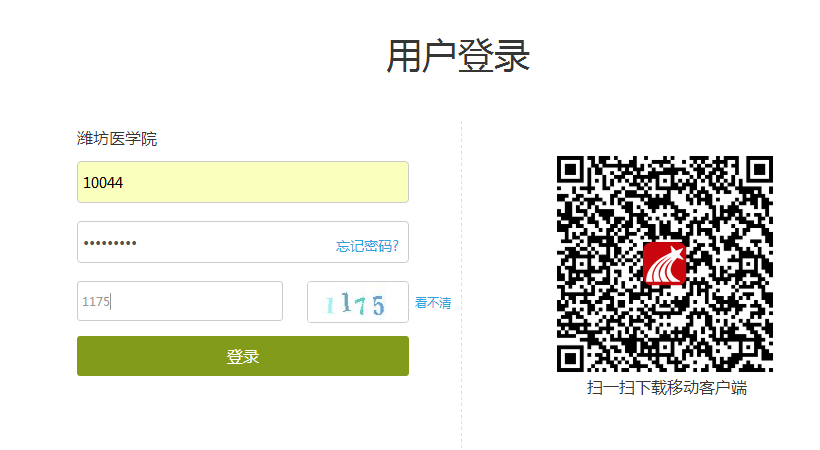 用户登录
潍坊医学院
10044
•••••••••
忘记密码?
1175
1175
看不清
登录
扫一扫下载移动客户端